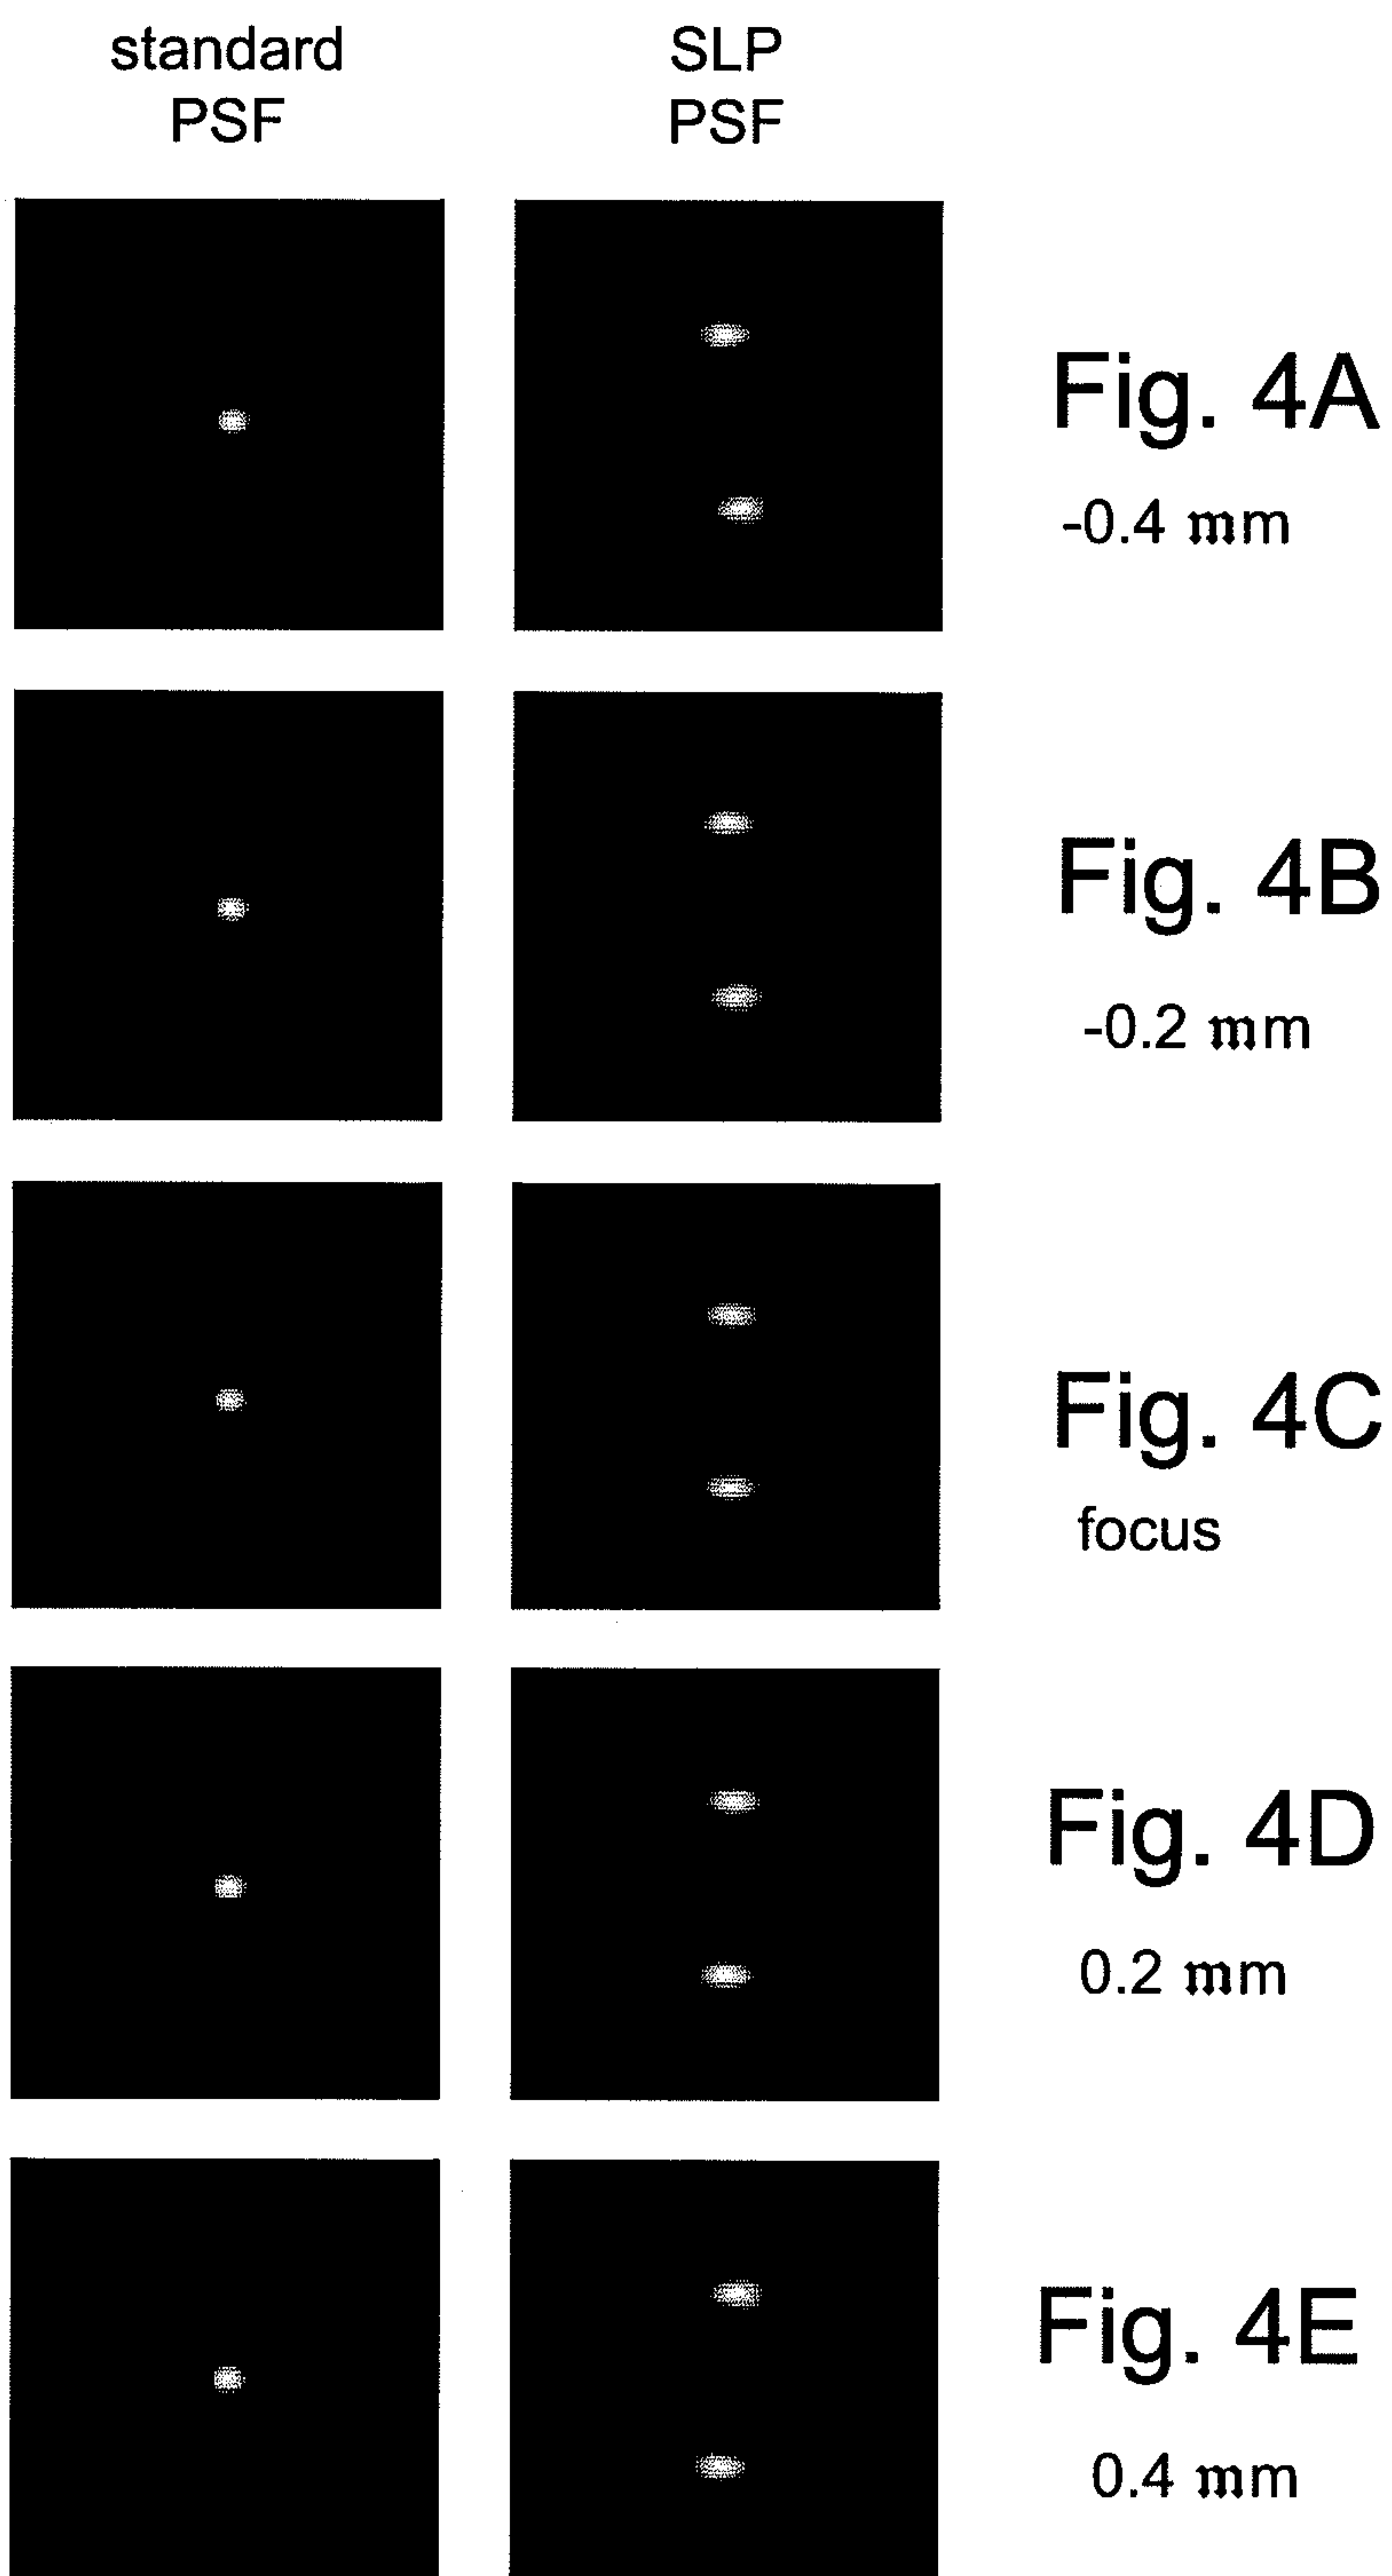 standard
PSF
SLP
PSF
Fig. 4A
-0.4 𝖒m
Fig. 4B
-0.2 𝖒m
Fig. 4C
focus
Fig. 4D
0.2 𝖒m
Fig. 4E
0.4 𝖒m